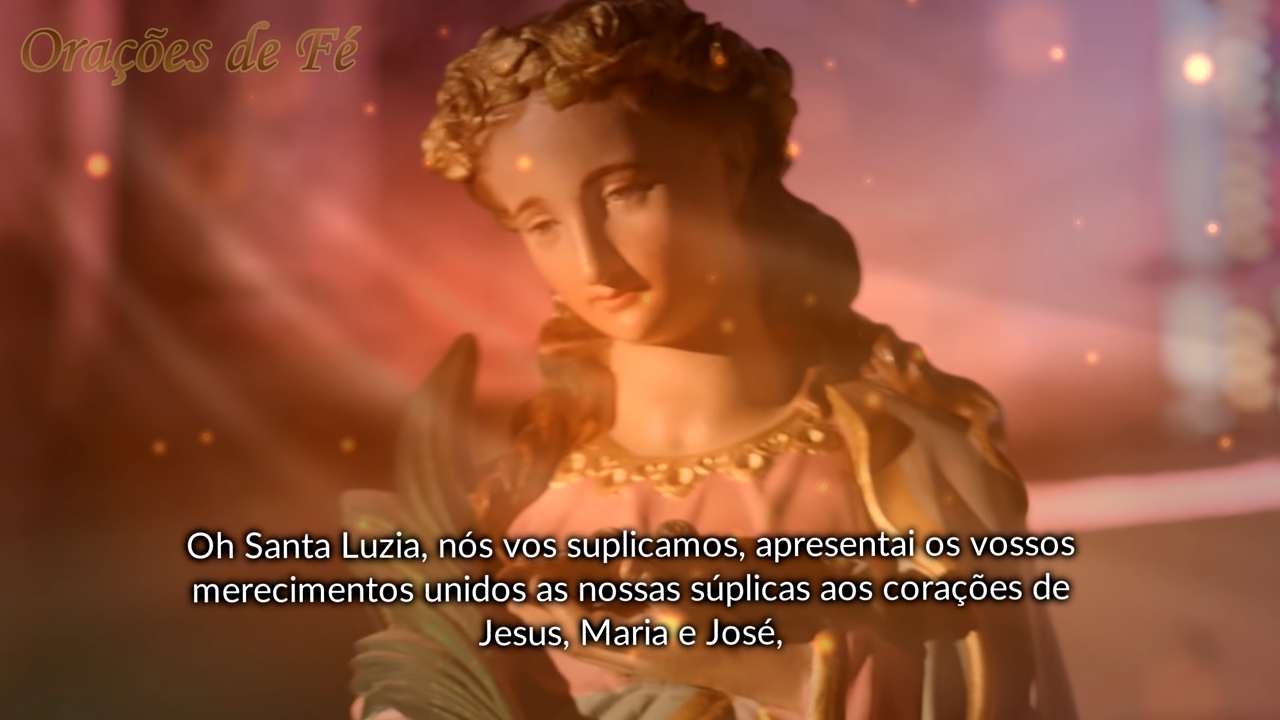 Orações de Fé
Oh Santa Luzia, nós vos suplicamos, apresentai os vossos
merecimentos unidos as nossas súplicas aos corações de
Jesus, Maria e José,